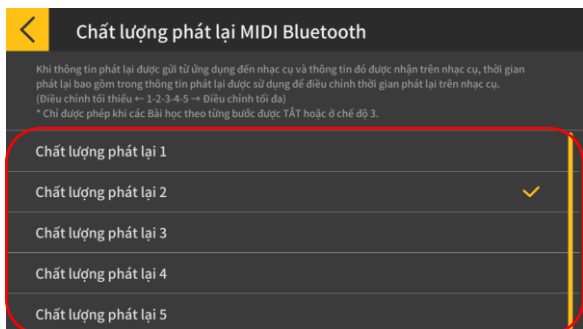 Chất lượng phát lại MIDI Bluetooth
Khi thông tin phát lại được gửi từ ứng dụng đến nhạc cụ và thông tin đó được nhận trên nhạc cụ, thời gian
phát lại bao gồm trong thông tin phát lại được sử dụng để điều chỉnh thời gian phát lại trên nhạc cụ.
(Điều chỉnh tối thiểu ← 1-2-3-4-5 → Điều chỉnh tối đa)
* Chỉ được phép khi các Bài học theo từng bước được TẮT hoặc ở chế độ 3.
Chất lượng phát lại 1
Chất lượng phát lại 2
Chất lượng phát lại 3
Chất lượng phát lại 4
Chất lượng phát lại 5